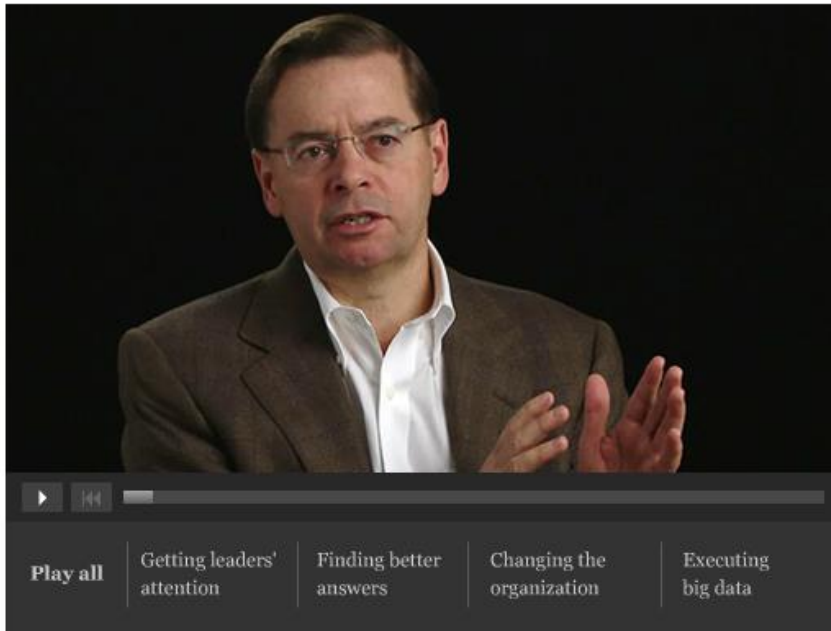 Play all
Getting leaders'
attention
Finding better
answers
Changing the
organization
Executing
big data